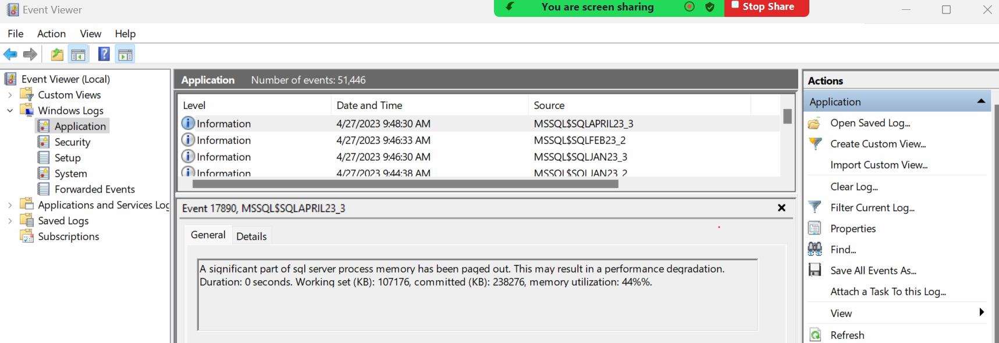 Event Viewer
You are screen sharing
Stop Share
File Action View Help
Event Viewer (Local)
Custom Views
Windows Logs
Application
Security
Setup
System
Forwarded Events
Applications and Services Log
Saved Logs
Subscriptions
Application Number of events: 51,446
Level Date and Time Source
Information 4/27/2023 9:48:30 AM MSSQL$SQLAPRIL23_3
Information 4/27/2023 9:46:33 AM MSSQL$SQLFEB23_2
Information 4/27/2023 9:46:30 AM MSSQL$SQLJAN23_3
Information 4/27/2023 9:44:38 AM MSSQL$SQLJAN23_2
Event 17890, MSSQL$SQLAPRIL23_3
General Details
A significant part of sql server process memory has been paged out. This may result in a performance degradation.
Duration: 0 seconds. Working set (KB): 107176, committed (KB): 238276, memory utilization: 44%%.
Actions
Application
Open Saved Log...
Create Custom View...
Import Custom View...
Clear Log...
Filter Current Log...
Properties
Find...
Save All Events As...
Attach a Task To this Log...
View
Refresh